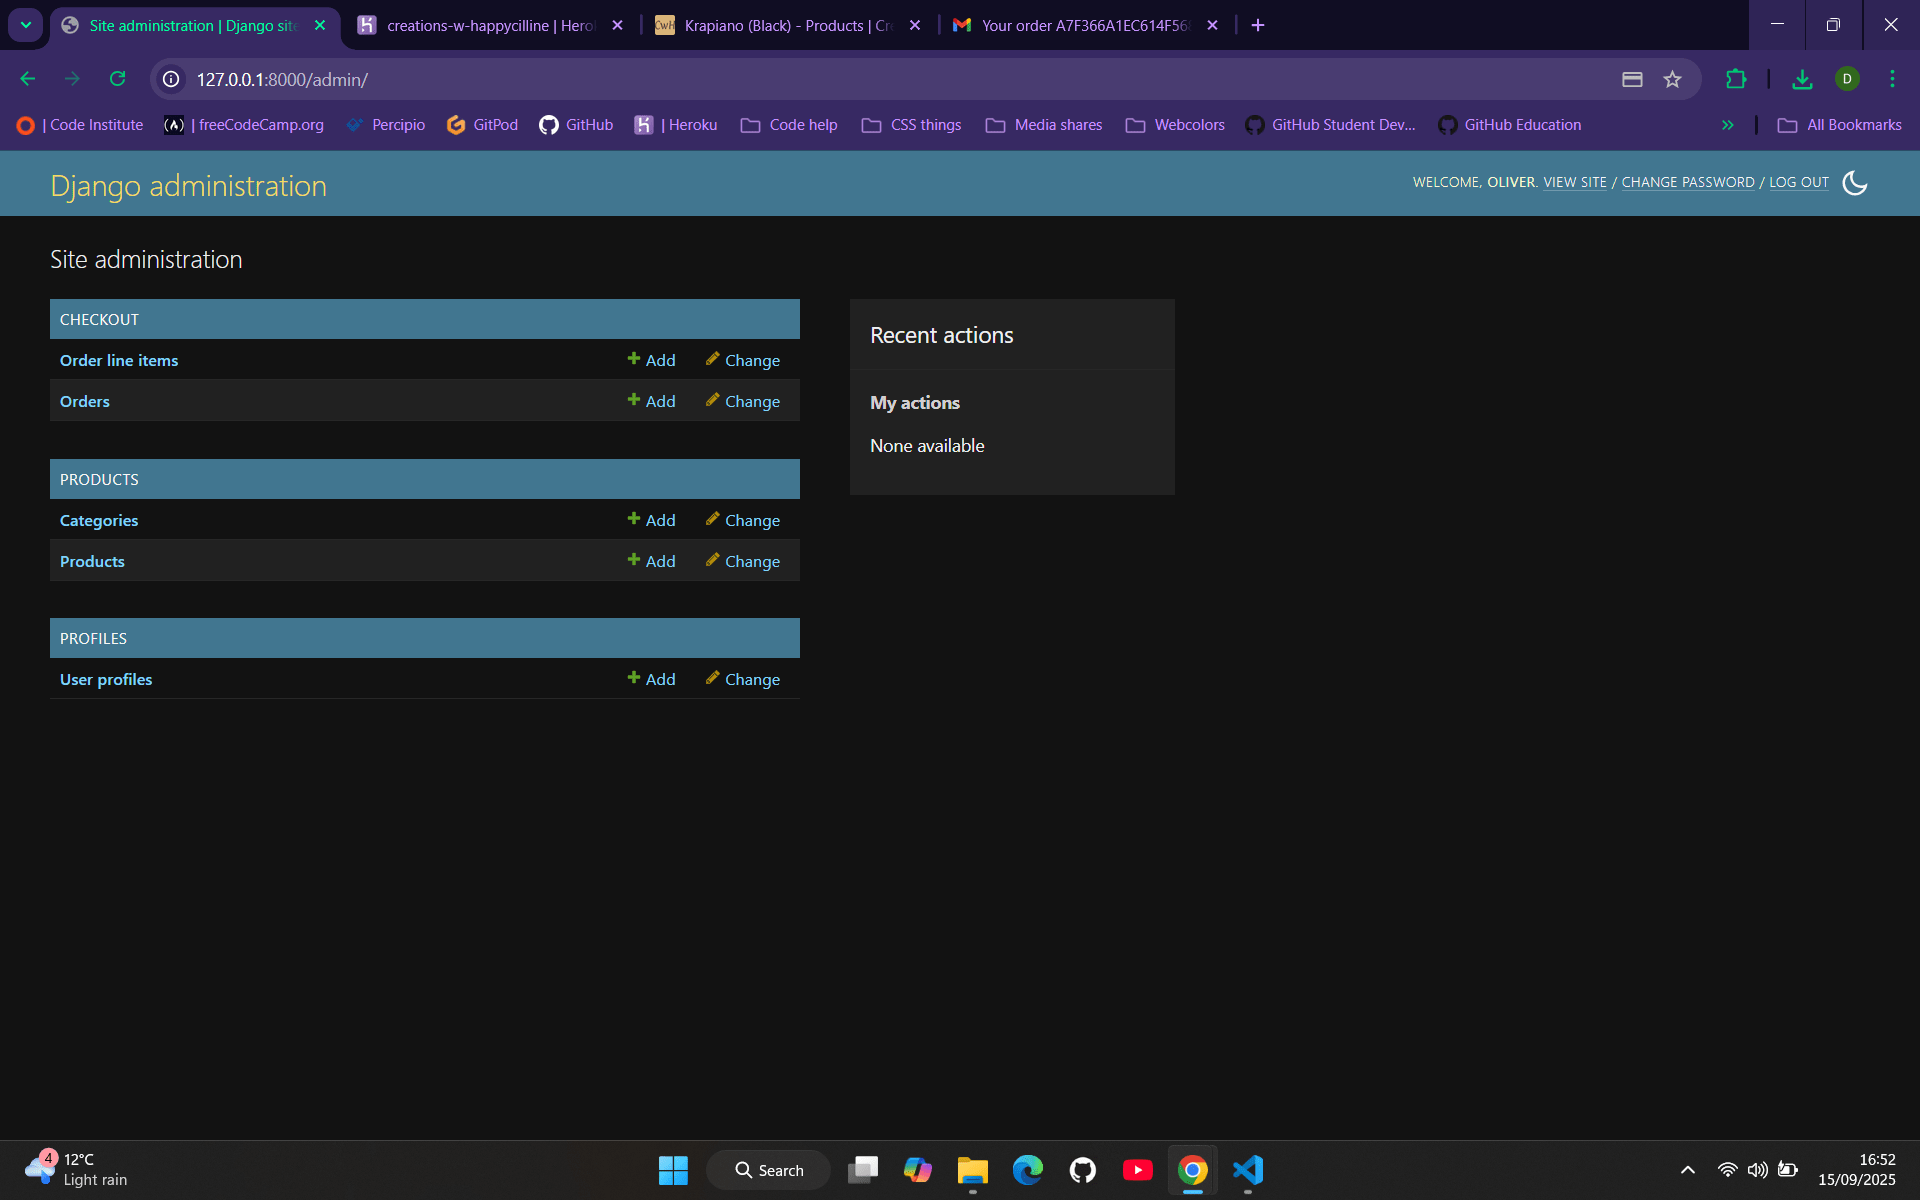 Site administration | Django site
creations-w-happycilline | Hero
CwH
Krapiano (Black) - Products | Cr
Your order A7F366A1EC614F56
127.0.0.1:8000/admin/
D
| Code Institute
| freeCodeCamp.org
Percipio
GitPod
GitHub
| Heroku
Code help
CSS things
Media shares
Webcolors
GitHub Student Dev...
GitHub Education
All Bookmarks
Django administration
WELCOME, OLIVER. VIEW SITE / CHANGE PASSWORD / LOG OUT
Site administration
CHECKOUT
Order line items Add Change
Orders Add Change
PRODUCTS
Categories Add Change
Products Add Change
PROFILES
User profiles Add Change
Recent actions
My actions
None available
4
12°C
Light rain
Search
16:52
15/09/2025